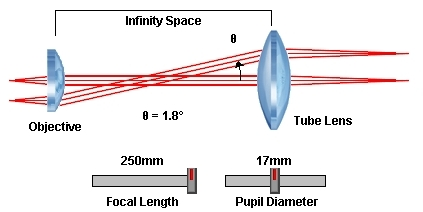 Infinity Space
θ
θ = 1.8°
Objective
Tube Lens
250mm
17mm
Focal Length
Pupil Diameter